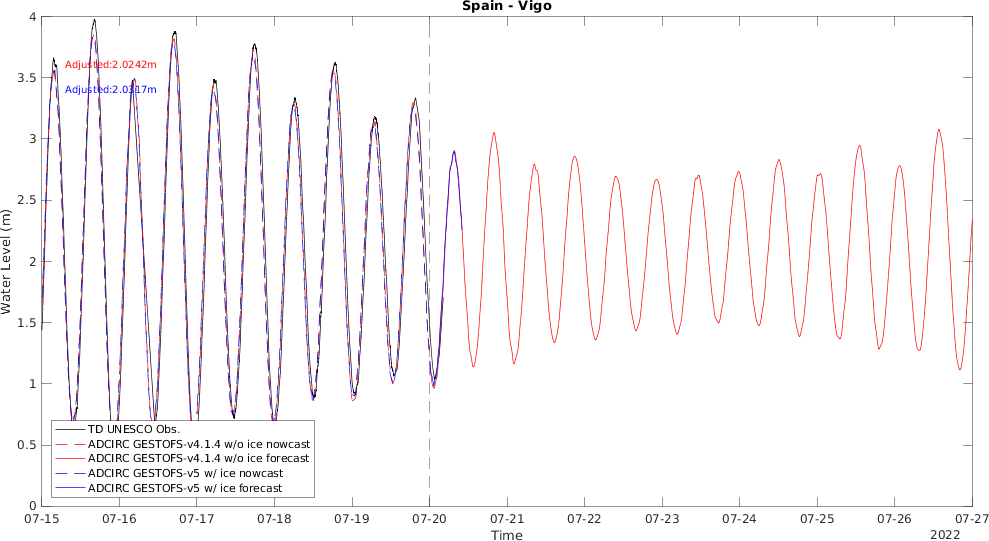 Spain - Vigo
4
3.5
3
2.5
2
1.5
1
0.5
0
Water Level (m)
Adjusted:2.0242m
Adjusted:2.0317m
TD UNESCO Obs.
ADCIRC GESTOFS-v4.1.4 w/o ice nowcast
ADCIRC GESTOFS-v4.1.4 w/o ice forecast
ADCIRC GESTOFS-v5 w/ ice nowcast
ADCIRC GESTOFS-v5 w/ ice forecast
07-15 07-16 07-17 07-18 07-19 07-20 07-21 07-22 07-23 07-24 07-25 07-26 07-27
Time
2022